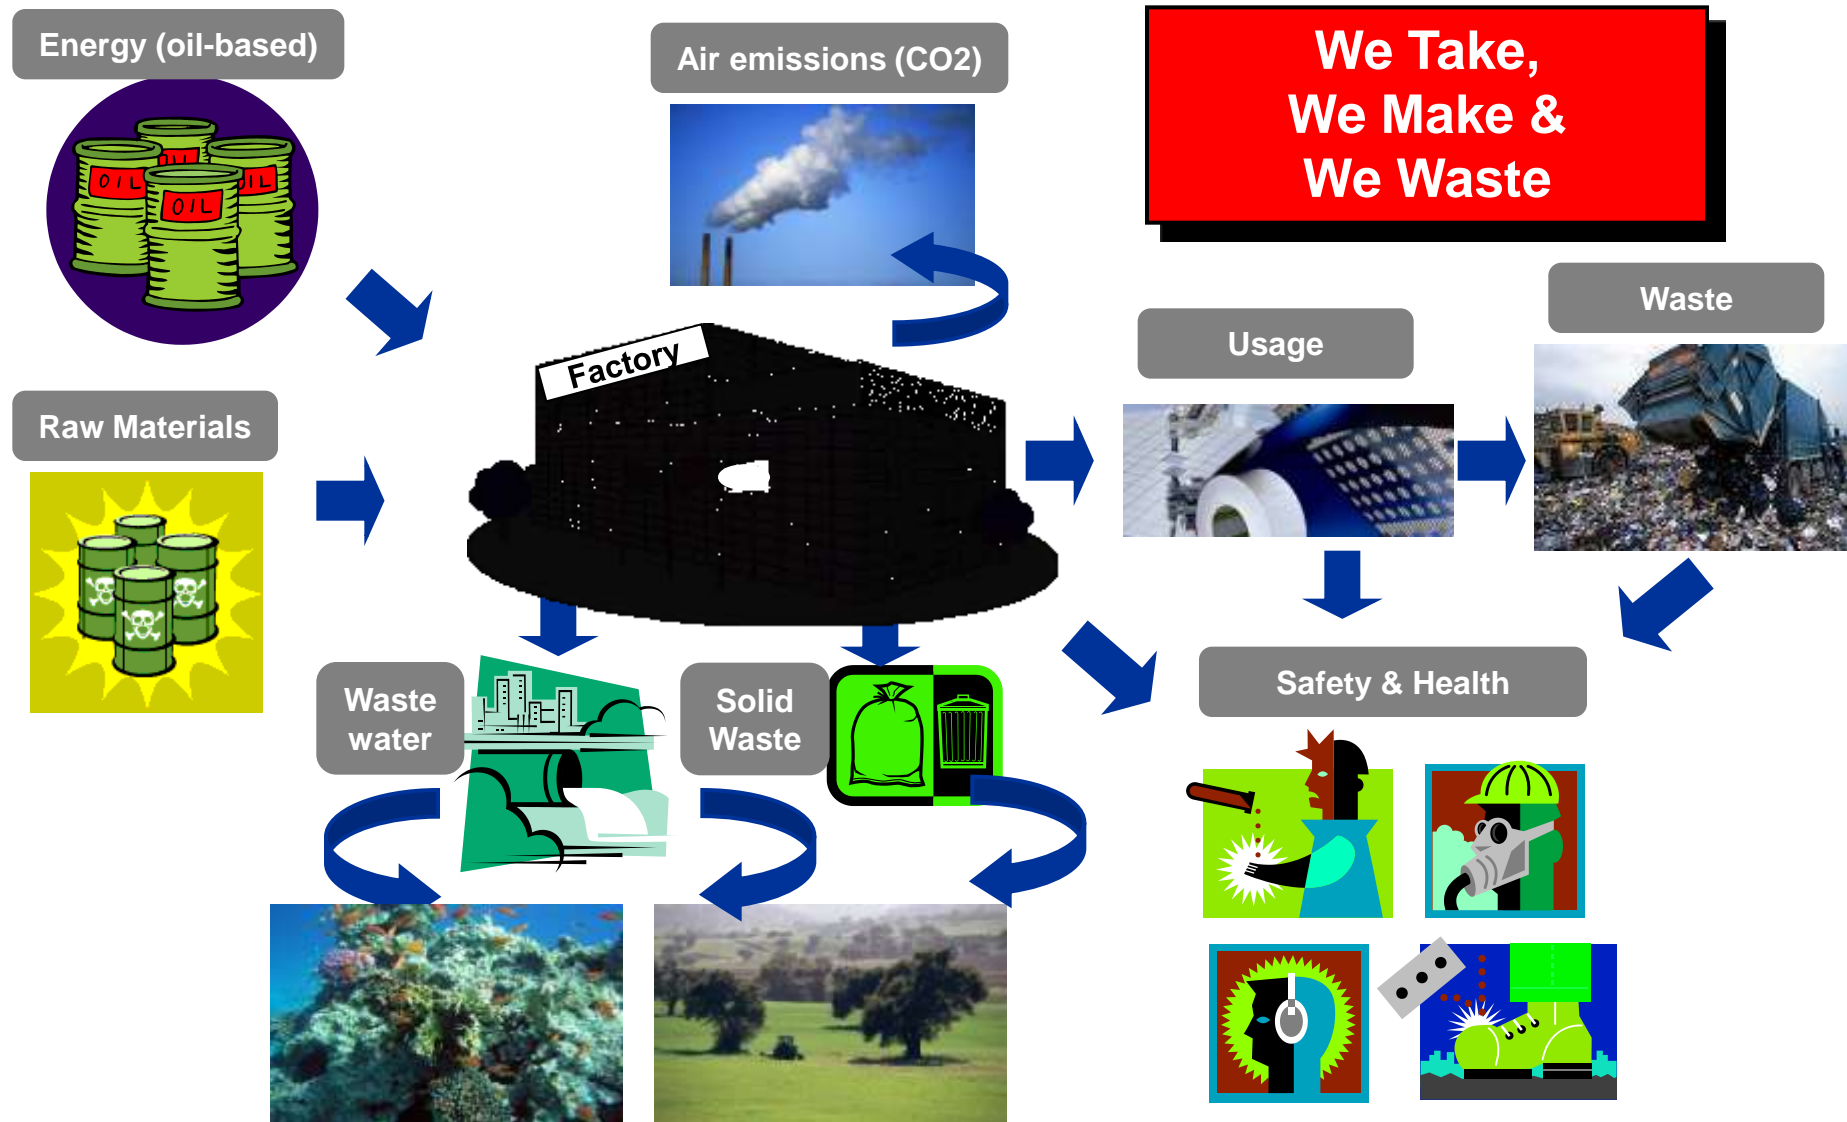 Energy (oil-based)
Air emissions (CO2)
We Take,
We Make &
We Waste
OIL
OIL
OIL
Waste
Usage
Factory
Raw Materials
Waste
water
Solid
Waste
Safety & Health